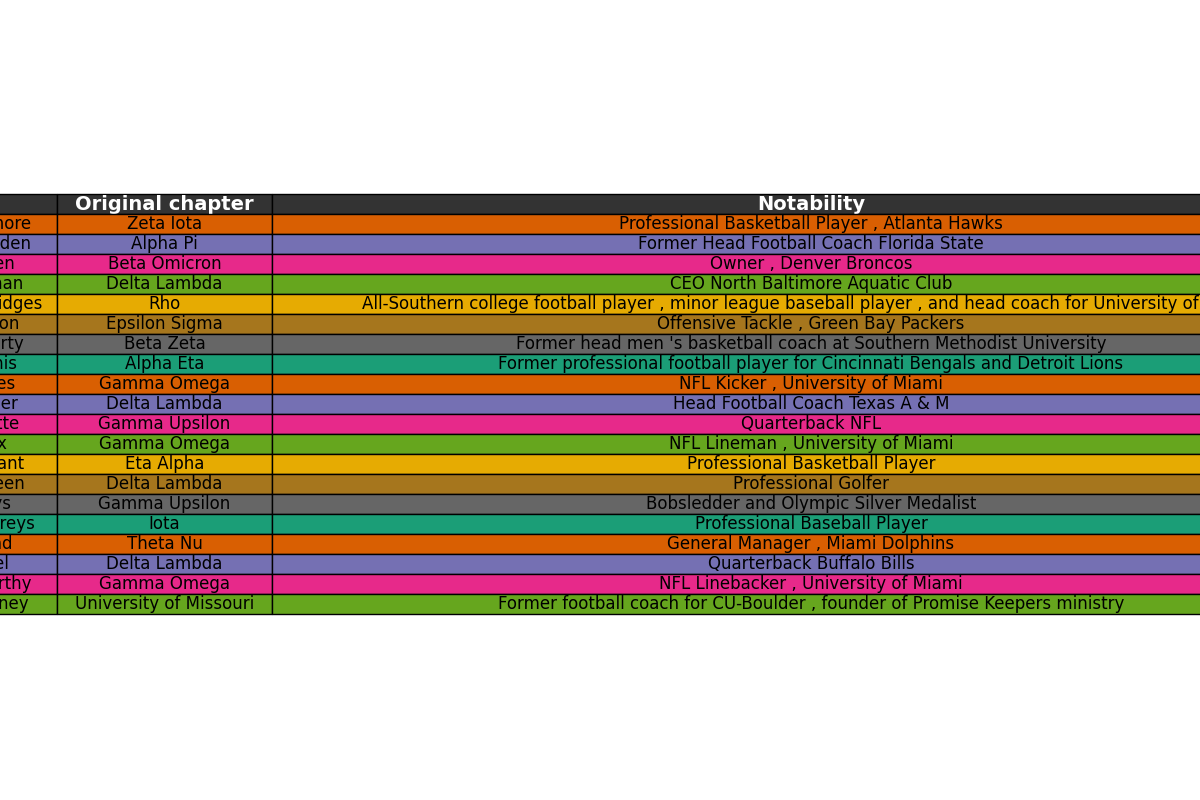 Original chapter Notability
nore Zeta Iota Professional Basketball Player , Atlanta Hawks
den Alpha Pi Former Head Football Coach Florida State
en Beta Omicron Owner , Denver Broncos
nan Delta Lambda CEO North Baltimore Aquatic Club
idges Rho All-Southern college football player , minor league baseball player , and head coach for University of
on Epsilon Sigma Offensive Tackle , Green Bay Packers
rty Beta Zeta Former head men 's basketball coach at Southern Methodist University
nis Alpha Eta Former professional football player for Cincinnati Bengals and Detroit Lions
es Gamma Omega NFL Kicker , University of Miami
er Delta Lambda Head Football Coach Texas A & M
tte Gamma Upsilon Quarterback NFL
x Gamma Omega NFL Lineman , University of Miami
ant Eta Alpha Professional Basketball Player
een Delta Lambda Professional Golfer
ys Gamma Upsilon Bobsledder and Olympic Silver Medalist
reys Iota Professional Baseball Player
nd Theta Nu General Manager , Miami Dolphins
el Delta Lambda Quarterback Buffalo Bills
rthy Gamma Omega NFL Linebacker , University of Miami
ney University of Missouri Former football coach for CU-Boulder , founder of Promise Keepers ministry